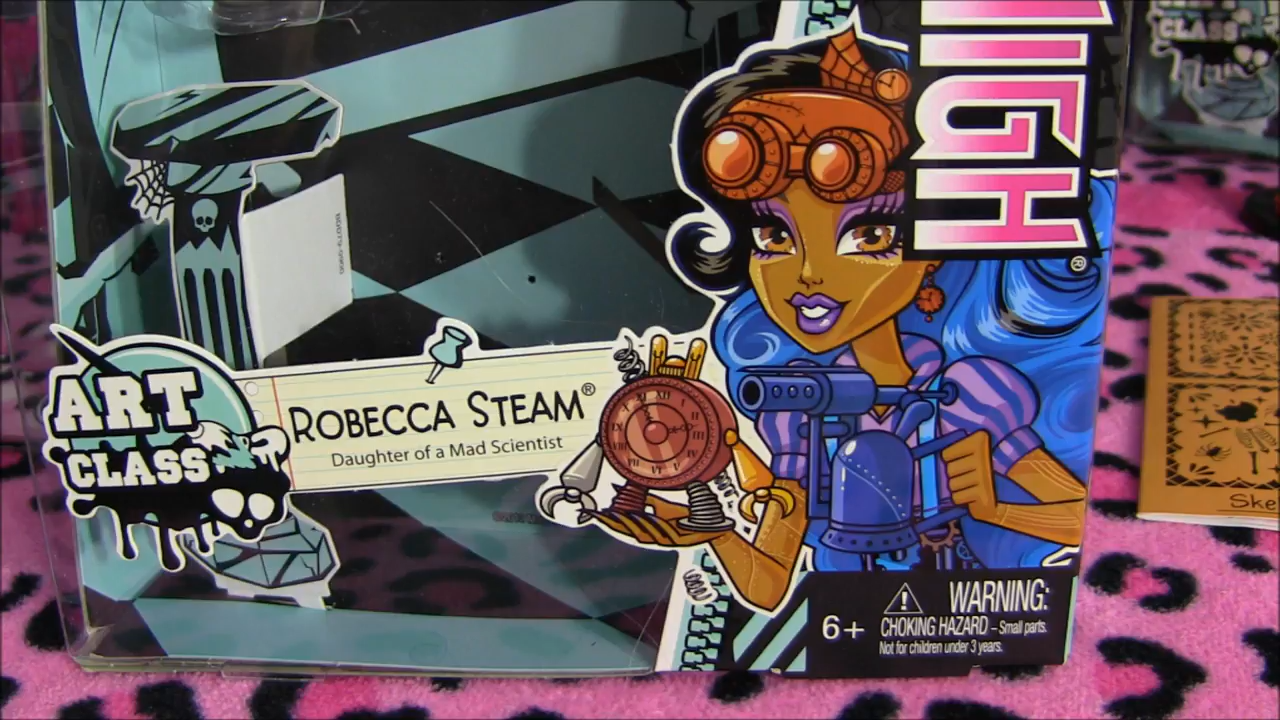 IGH®
ART
CLASS
ROBECCA STEAM®
Daughter of a Mad Scientist
6+
WARNING:
CHOKING HAZARD – Small parts.
Not for children under 3 years.
Ske
CLASS